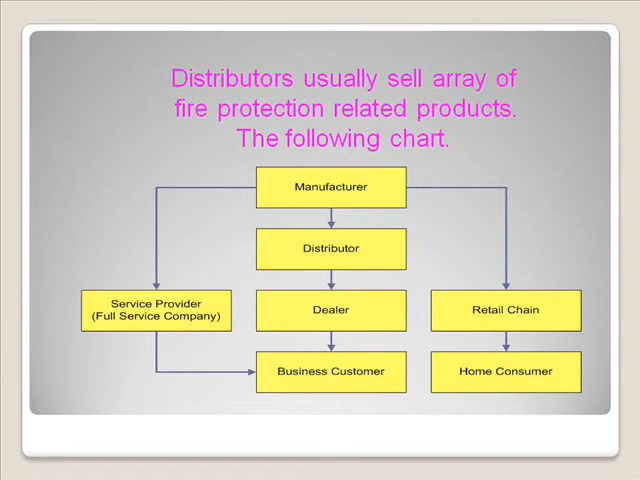 Distributors usually sell array of
fire protection related products.
The following chart.
Manufacturer
Distributor
Service Provider
(Full Service Company)
Dealer
Retail Chain
Business Customer
Home Consumer